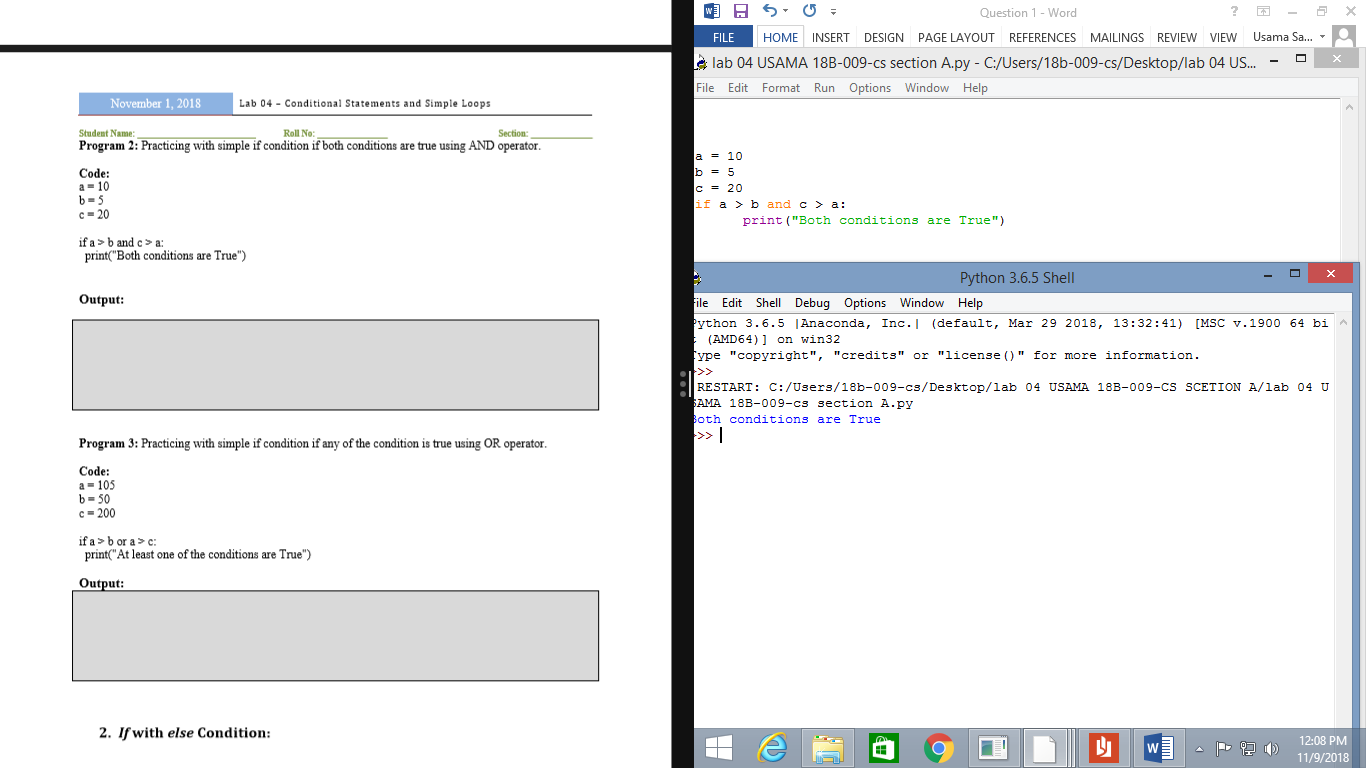 November 1, 2018 Lab 04 – Conditional Statements and Simple Loops
Student Name: Roll No: Section:
Program 2: Practicing with simple if condition if both conditions are true using AND operator.
Code:
a = 10
b = 5
c = 20
if a > b and c > a:
print("Both conditions are True")
Output:
Program 3: Practicing with simple if condition if any of the condition is true using OR operator.
Code:
a = 105
b = 50
c = 200
if a > b or a > c:
print("At least one of the conditions are True")
Output:
2. If with else Condition:
Question 1 - Word
FILE HOME INSERT DESIGN PAGE LAYOUT REFERENCES MAILINGS REVIEW VIEW Usama Sa...
lab 04 USAMA 18B-009-cs section A.py - C:/Users/18b-009-cs/Desktop/lab 04 US...
File Edit Format Run Options Window Help
a = 10
b = 5
c = 20
if a > b and c > a:
print("Both conditions are True")
Python 3.6.5 Shell
File Edit Shell Debug Options Window Help
Python 3.6.5 |Anaconda, Inc.| (default, Mar 29 2018, 13:32:41) [MSC v.1900 64 bi
t (AMD64)] on win32
Type "copyright", "credits" or "license()" for more information.
>>>
RESTART: C:/Users/18b-009-cs/Desktop/lab 04 USAMA 18B-009-CS SCETION A/lab 04 U
SAMA 18B-009-cs section A.py
Both conditions are True
>>>
12:08 PM
11/9/2018